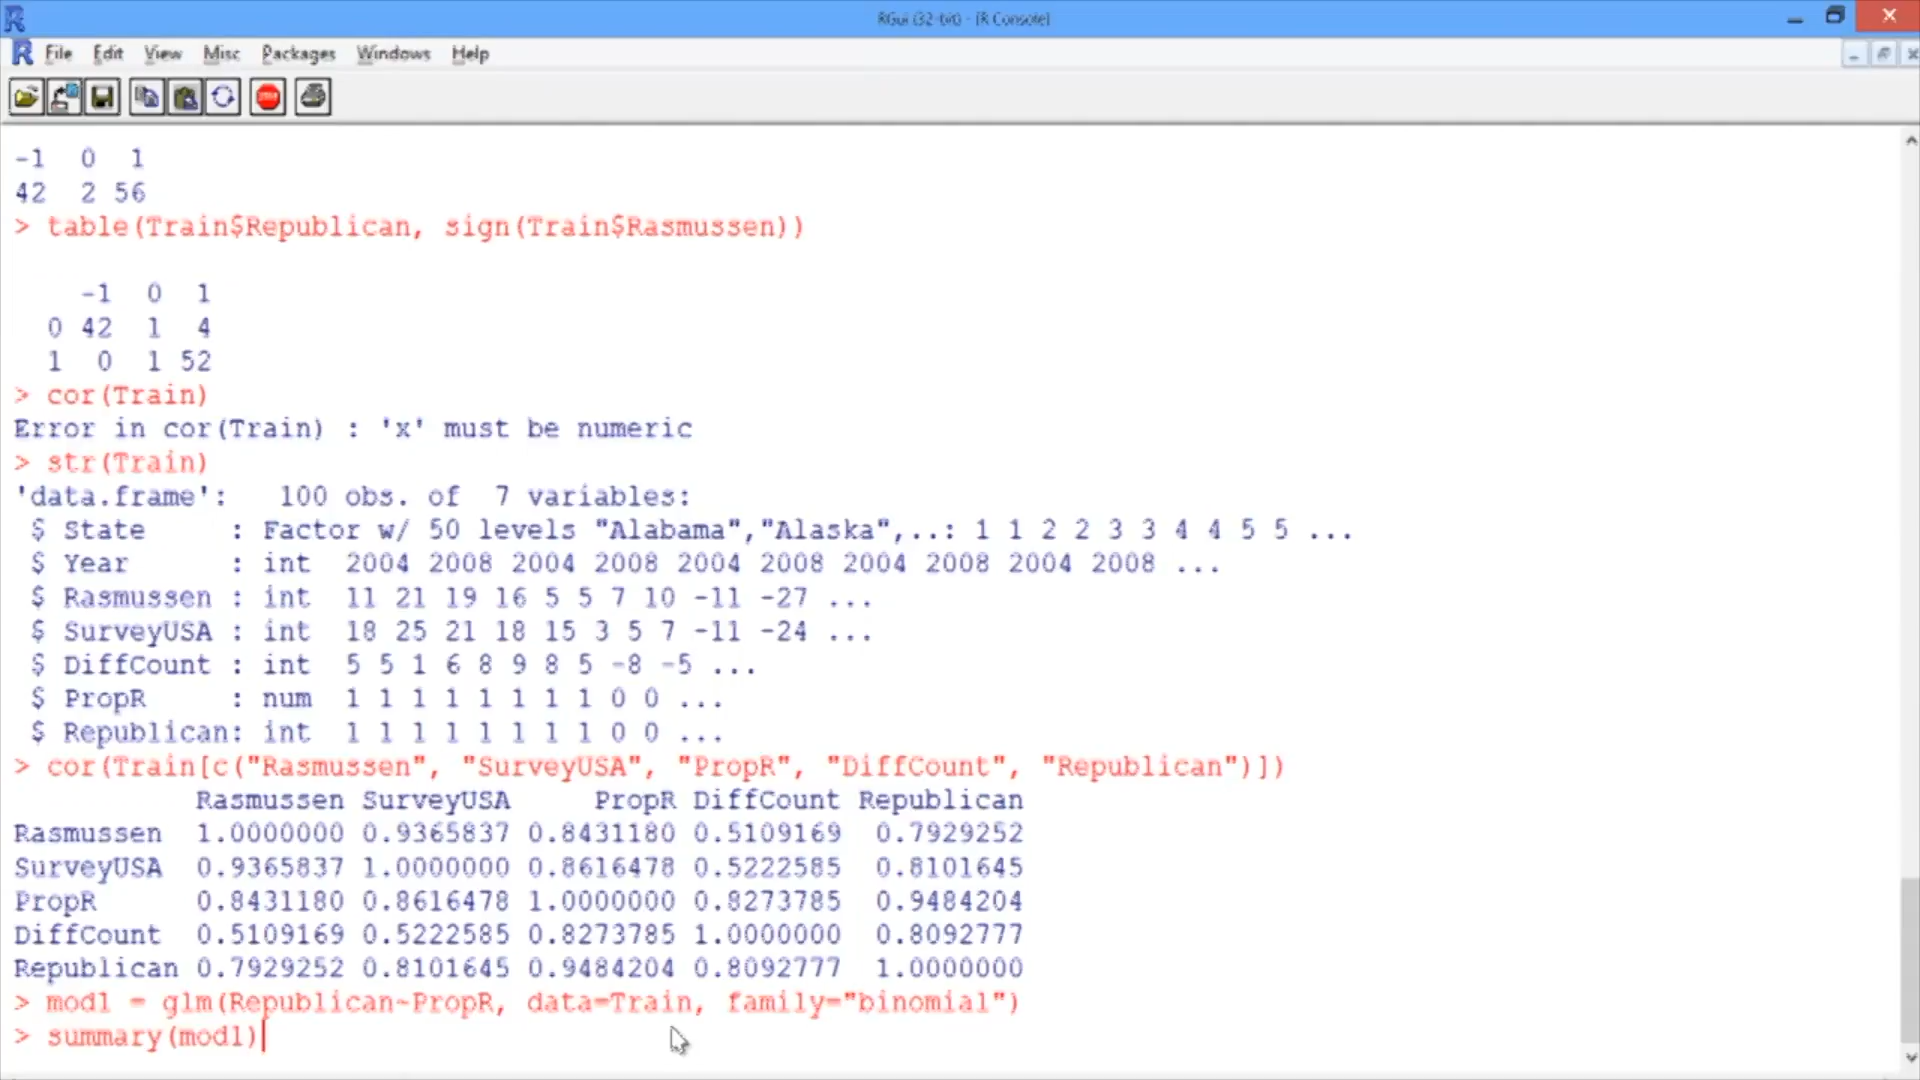 RGui (32-bit) - [R Console]
File Edit View Misc Packages Windows Help
STOP
-1 0 1
42 2 56
> table(Train$Republican, sign(Train$Rasmussen))
-1 0 1
0 42 1 4
1 0 1 52
> cor(Train)
Error in cor(Train) : 'x' must be numeric
> str(Train)
'data.frame': 100 obs. of 7 variables:
$ State : Factor w/ 50 levels "Alabama","Alaska",..: 1 1 2 2 3 3 4 4 5 5 ...
$ Year : int 2004 2008 2004 2008 2004 2008 2004 2008 2004 2008 ...
$ Rasmussen : int 11 21 19 16 5 5 7 10 -11 -27 ...
$ SurveyUSA : int 18 25 21 18 15 3 5 7 -11 -24 ...
$ DiffCount : int 5 5 1 6 8 9 8 5 -8 -5 ...
$ PropR : num 1 1 1 1 1 1 1 1 0 0 ...
$ Republican: int 1 1 1 1 1 1 1 1 0 0 ...
> cor(Train[c("Rasmussen", "SurveyUSA", "PropR", "DiffCount", "Republican")])
Rasmussen SurveyUSA PropR DiffCount Republican
Rasmussen 1.0000000 0.9365837 0.8431180 0.5109169 0.7929252
SurveyUSA 0.9365837 1.0000000 0.8616478 0.5222585 0.8101645
PropR 0.8431180 0.8616478 1.0000000 0.8273785 0.9484204
DiffCount 0.5109169 0.5222585 0.8273785 1.0000000 0.8092777
Republican 0.7929252 0.8101645 0.9484204 0.8092777 1.0000000
> mod1 = glm(Republican~PropR, data=Train, family="binomial")
> summary(mod1)